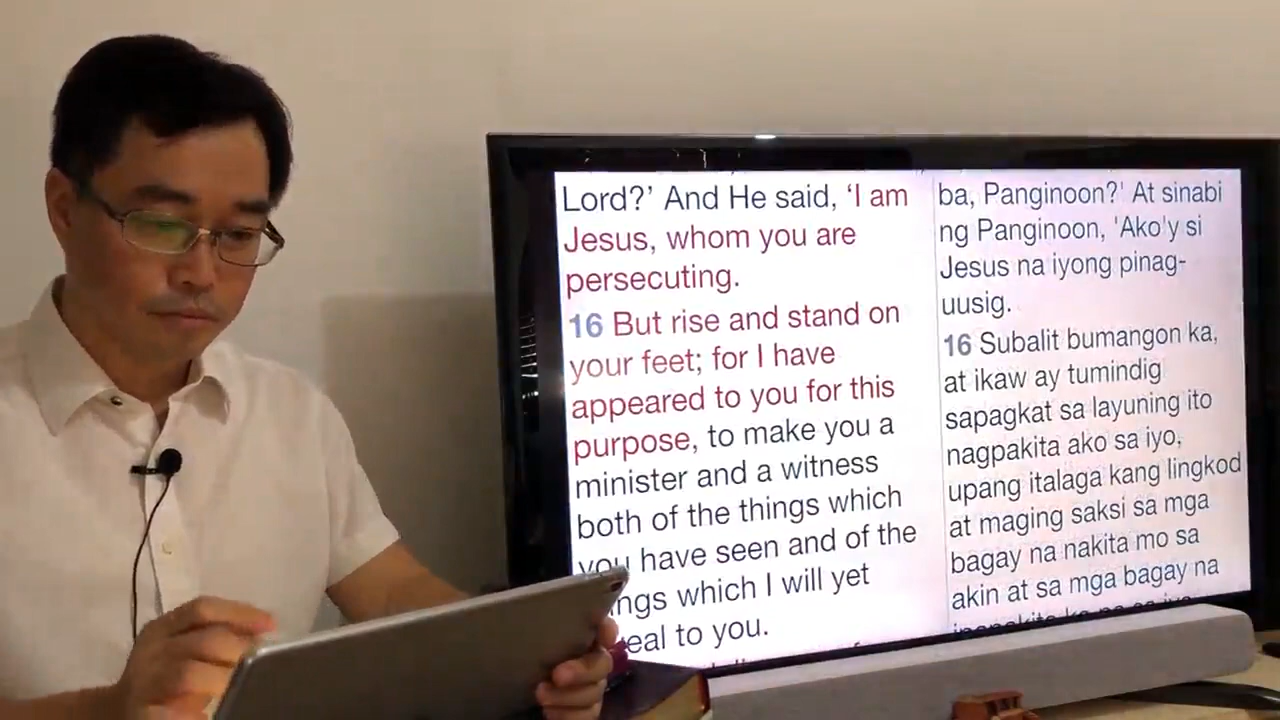 Lord?’ And He said, ‘I am
Jesus, whom you are
persecuting.
16 But rise and stand on
your feet; for I have
appeared to you for this
purpose, to make you a
minister and a witness
both of the things which
you have seen and of the
ngs which I will yet
eal to you.
ba, Panginoon?' At sinabi
ng Panginoon, 'Ako'y si
Jesus na iyong pinag-
uusig.
16 Subalit bumangon ka,
at ikaw ay tumindig
sapagkat sa layuning ito
nagpakita ako sa iyo,
upang italaga kang lingkod
at maging saksi sa mga
bagay na nakita mo sa
akin at sa mga bagay na